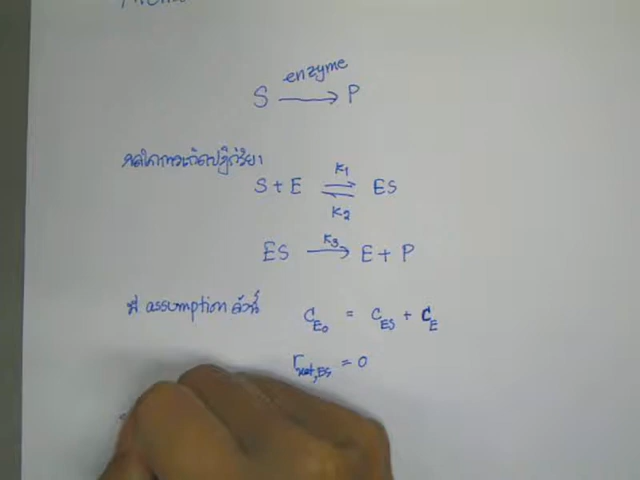 enzyme
S → P
กลไกการเกิดปฏิกิริยา
k₁
S + E ⇌ ES
k₂
k₃
ES → E + P
มี assumption ดังนี้ C_E₀ = C_ES + C_E
r_net,ES = 0